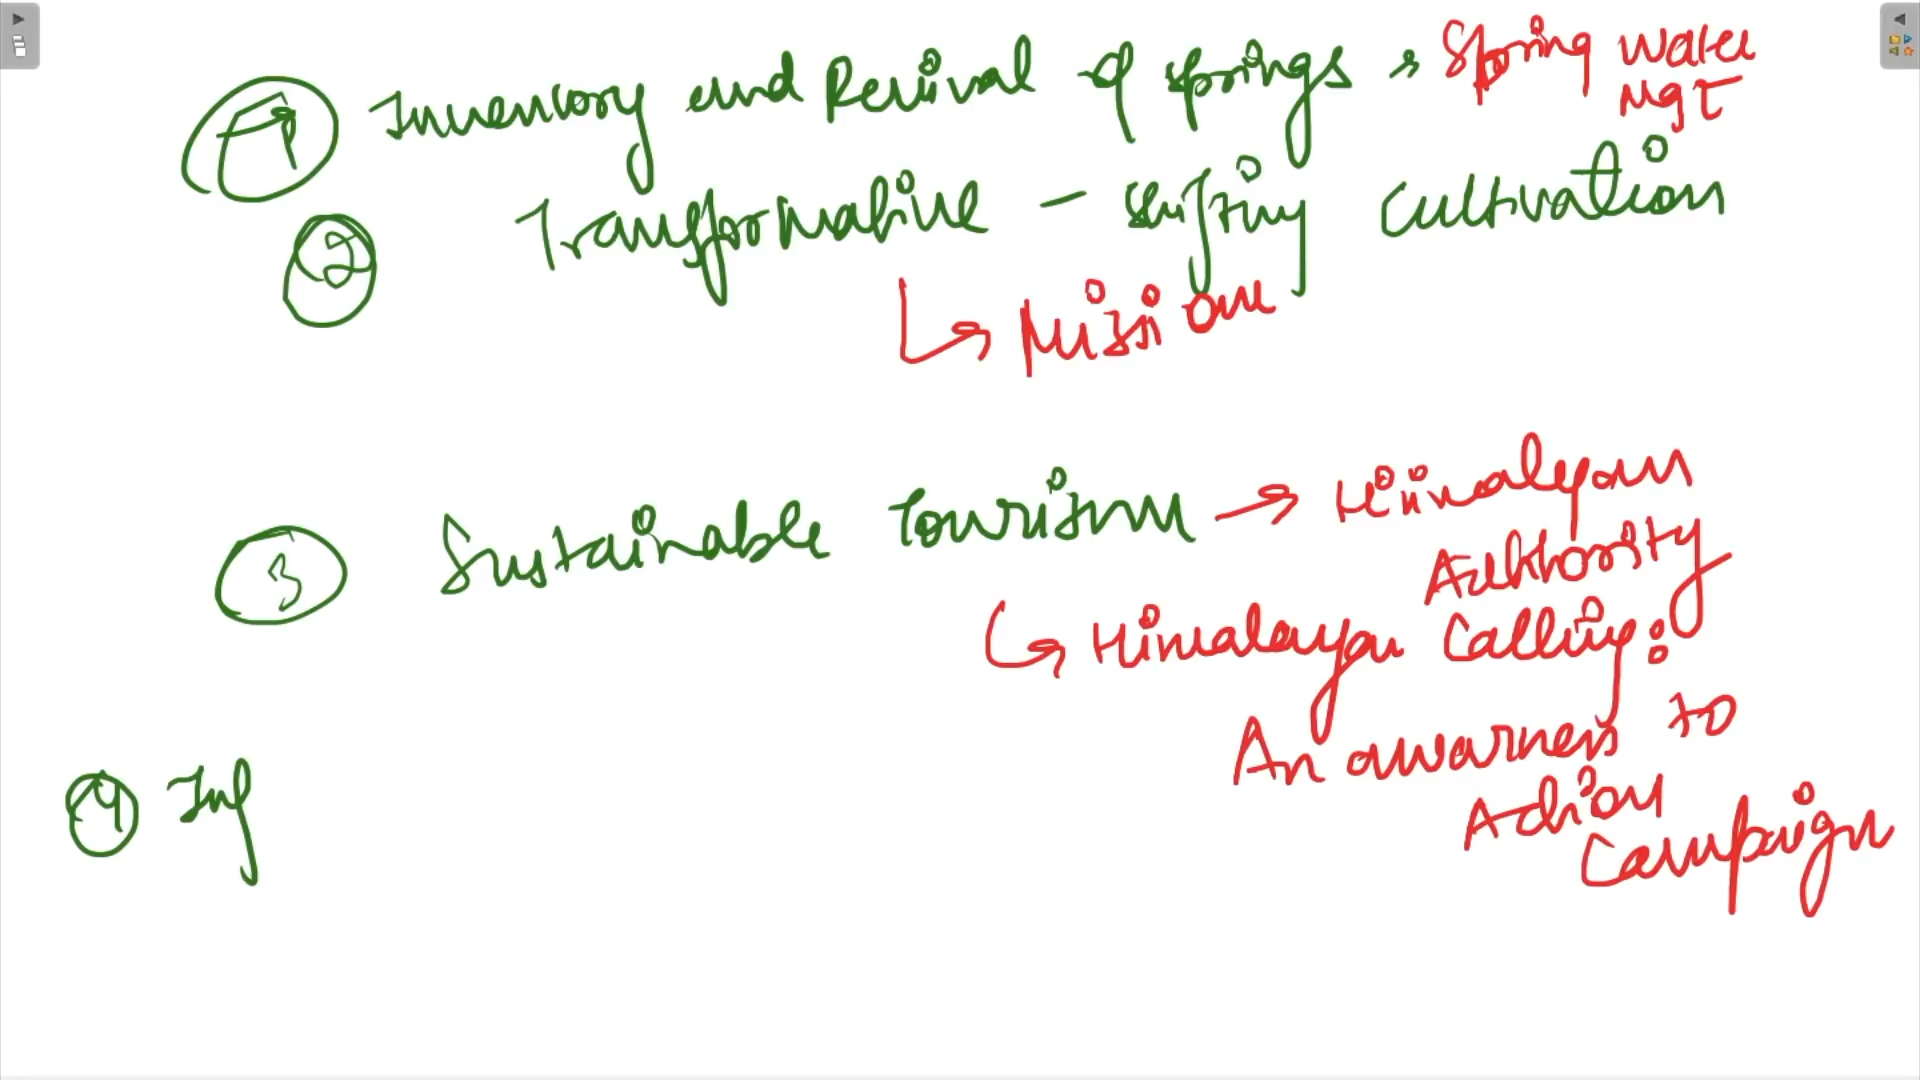 1 Inventory and Revival of springs → Spring Water
Mgt
2 Transformative - shifting cultivation
↳ Mission
3 Sustainable Tourism → Himalayan
Authority
↳ Himalayan Calling:
An awarness to
Action
Campaign
4 Inf